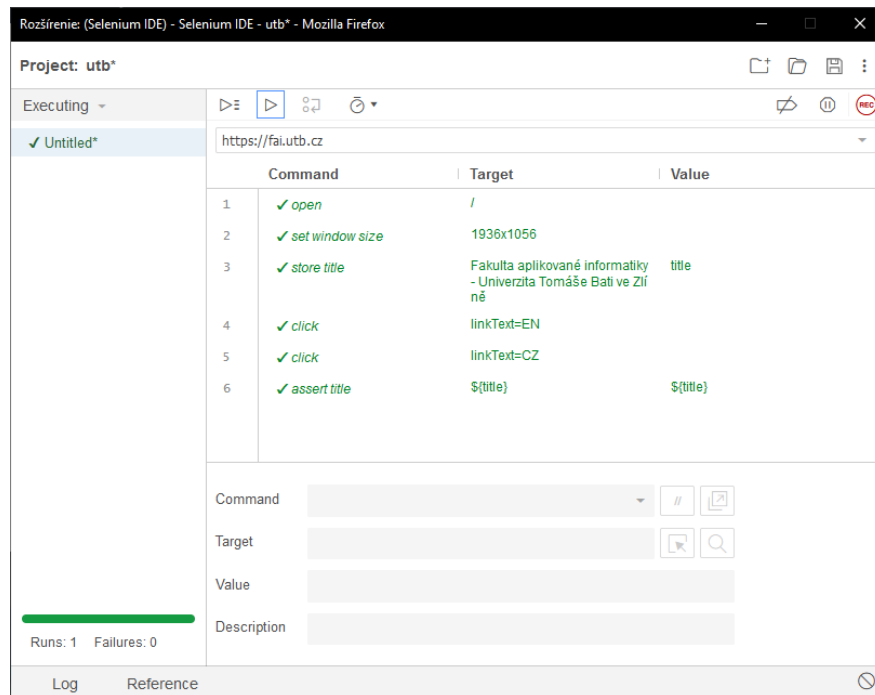 Rozšírenie: (Selenium IDE) - Selenium IDE - utb* - Mozilla Firefox
Project: utb*
Executing
✓ Untitled*
REC
https://fai.utb.cz
Command Target Value
1 ✓ open /
2 ✓ set window size 1936x1056
3 ✓ store title Fakulta aplikované informatiky title
- Univerzita Tomáše Bati ve Zlí
ně
4 ✓ click linkText=EN
5 ✓ click linkText=CZ
6 ✓ assert title ${title} ${title}
Command //
Target
Value
Description
Runs: 1 Failures: 0
Log Reference